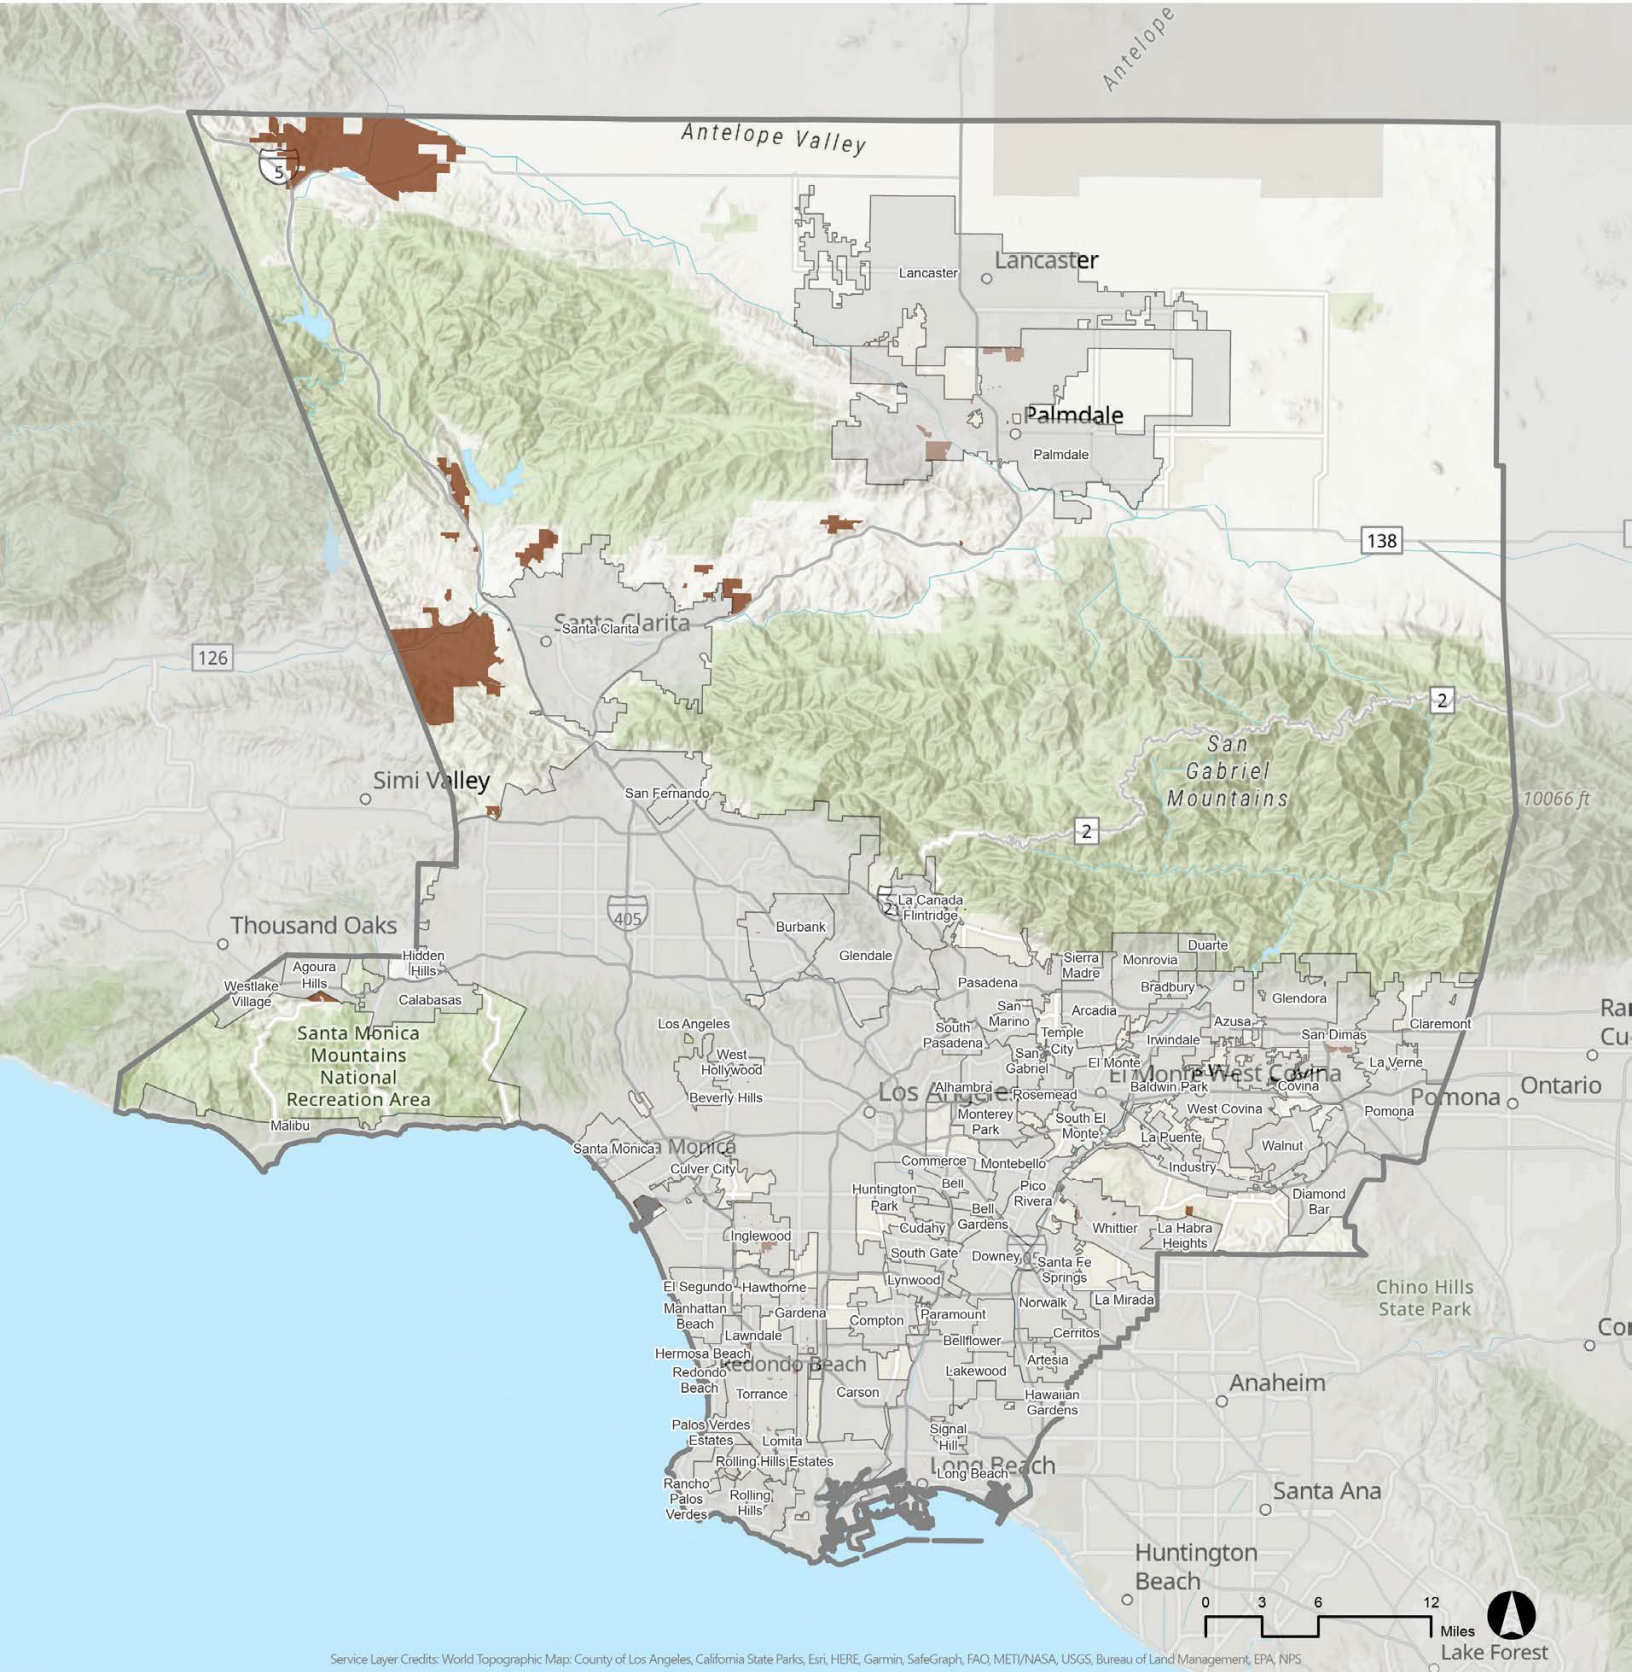 Antelope
Antelope Valley
5
Lancaster
Lancaster
Palmdale
Palmdale
138
Santa Clarita
Santa Clarita
126
2
San
Gabriel
Mountains
Simi Valley
10066 ft
San Fernando
2
405
2
La Canada
Flintridge
Thousand Oaks
Burbank
Glendale
Hidden
Hills
Agoura
Hills
Westlake
Village
Calabasas
Sierra
Madre
Monrovia
Duarte
Bradbury
Pasadena
Glendora
Claremont
San
Marino
Arcadia
Azusa
Santa Monica
Mountains
National
Recreation Area
Los Angeles
South
Pasadena
Temple
City
Irwindale
San Dimas
West
Hollywood
San
Gabriel
El Monte
La Verne
El Monte
West Covina
Baldwin Park
Covina
Ontario
Beverly Hills
Los Angeles
Alhambra
Rosemead
Pomona
Malibu
Monterey
Park
South El
Monte
West Covina
Pomona
Santa Monica
Santa Monica
La Puente
Walnut
Culver City
Commerce
Montebello
Industry
Huntington
Park
Bell
Pico
Rivera
Diamond
Bar
Cudahy
Bell
Gardens
Whittier
La Habra
Heights
Inglewood
South Gate
Downey
Santa Fe
Springs
El Segundo
Hawthorne
Lynwood
Chino Hills
State Park
Manhattan
Beach
Gardena
Compton
Paramount
Norwalk
La Mirada
Lawndale
Bellflower
Cerritos
Hermosa Beach
Redondo Beach
Artesia
Redondo
Beach
Lakewood
Torrance
Carson
Hawaiian
Gardens
Anaheim
Palos Verdes
Estates
Lomita
Signal
Hill
Rolling Hills Estates
Long Beach
Long Beach
Rancho
Palos
Verdes
Rolling
Hills
Santa Ana
Huntington
Beach
0 3 6 12
Miles
Lake Forest
Service Layer Credits: World Topographic Map: County of Los Angeles, California State Parks, Esri, HERE, Garmin, SafeGraph, FAO, METI/NASA, USGS, Bureau of Land Management, EPA, NPS